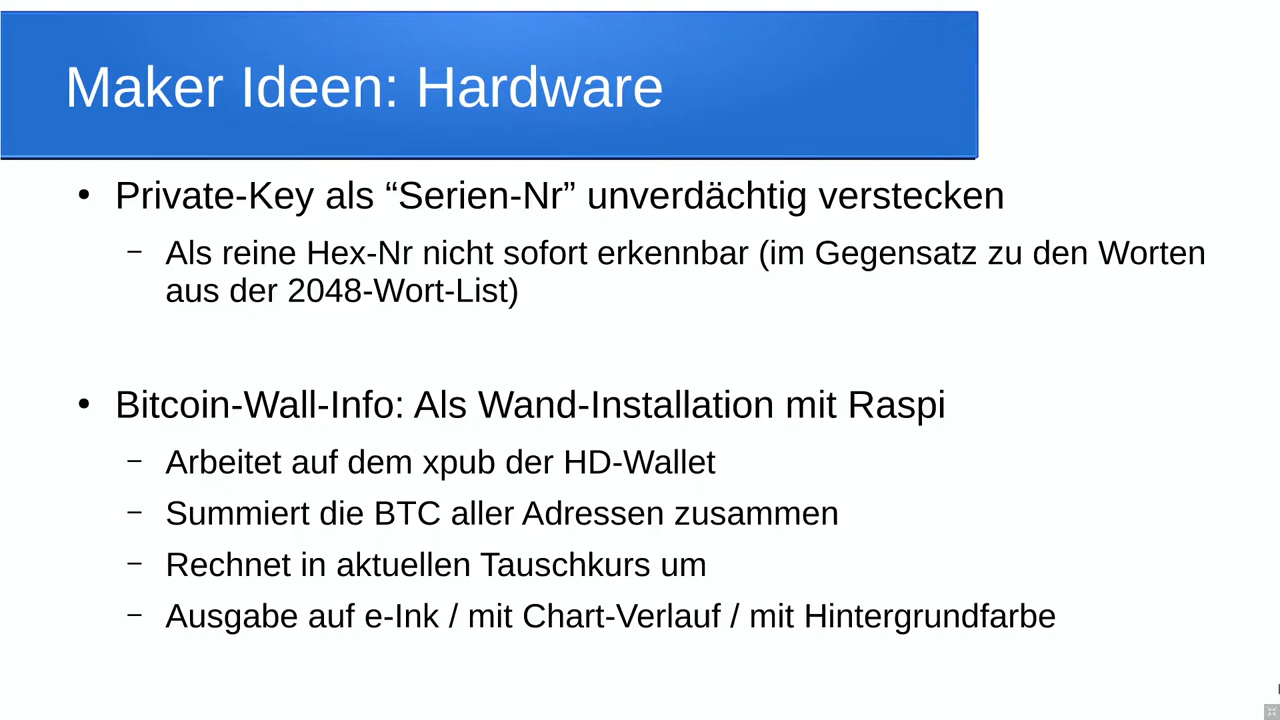 Maker Ideen: Hardware
• Private-Key als “Serien-Nr” unverdächtig verstecken
– Als reine Hex-Nr nicht sofort erkennbar (im Gegensatz zu den Worten
aus der 2048-Wort-List)
• Bitcoin-Wall-Info: Als Wand-Installation mit Raspi
– Arbeitet auf dem xpub der HD-Wallet
– Summiert die BTC aller Adressen zusammen
– Rechnet in aktuellen Tauschkurs um
– Ausgabe auf e-Ink / mit Chart-Verlauf / mit Hintergrundfarbe